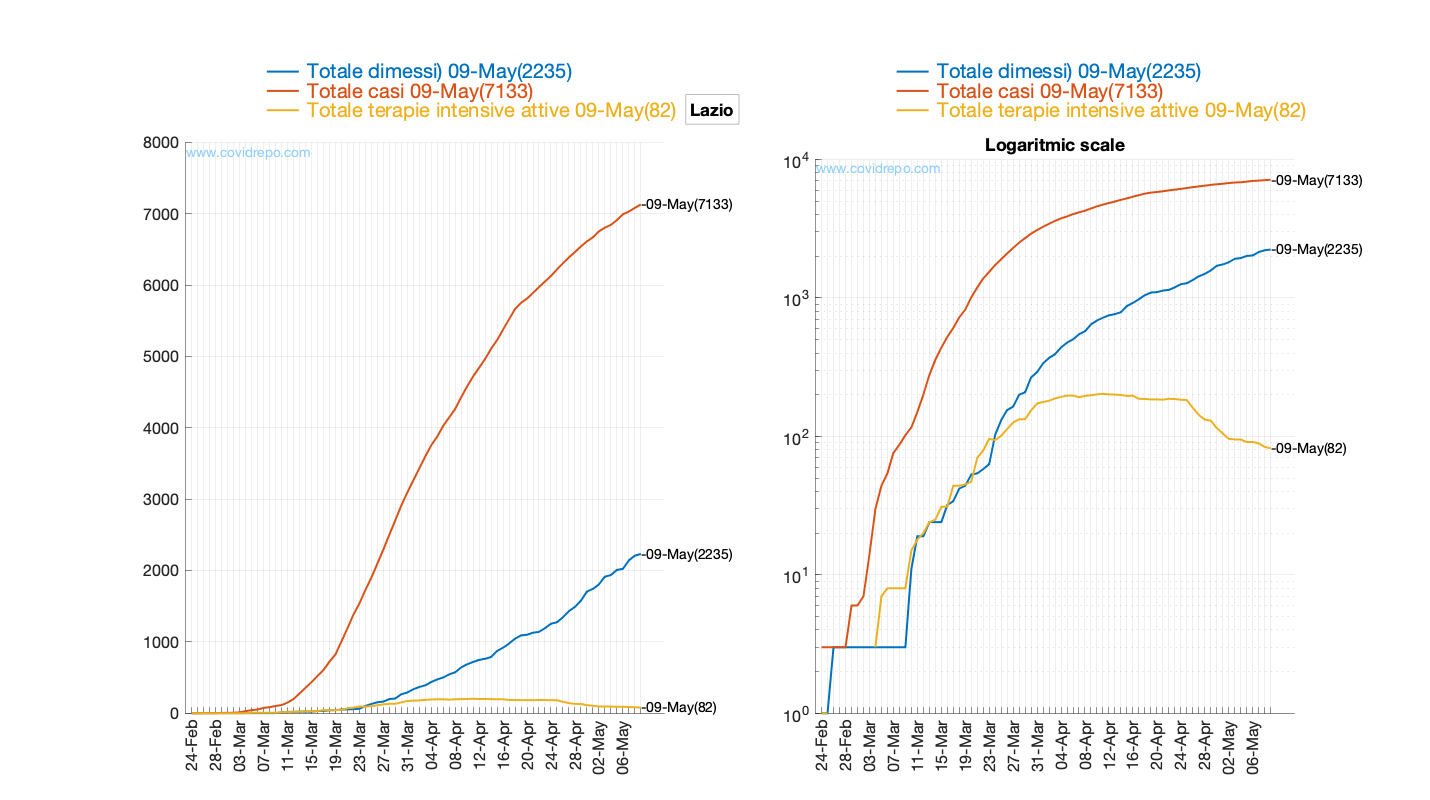 Totale dimessi) 09-May(2235)
Totale casi 09-May(7133)
Totale terapie intensive attive 09-May(82)
Lazio
www.covidrepo.com
8000
7000
6000
5000
4000
3000
2000
1000
0
-09-May(7133)
-09-May(2235)
-09-May(82)
24-Feb
28-Feb
03-Mar
07-Mar
11-Mar
15-Mar
19-Mar
23-Mar
27-Mar
31-Mar
04-Apr
08-Apr
12-Apr
16-Apr
20-Apr
24-Apr
28-Apr
02-May
06-May
Totale dimessi) 09-May(2235)
Totale casi 09-May(7133)
Totale terapie intensive attive 09-May(82)
Logaritmic scale
www.covidrepo.com
10^4
10^3
10^2
10^1
10^0
-09-May(7133)
-09-May(2235)
-09-May(82)
24-Feb
28-Feb
03-Mar
07-Mar
11-Mar
15-Mar
19-Mar
23-Mar
27-Mar
31-Mar
04-Apr
08-Apr
12-Apr
16-Apr
20-Apr
24-Apr
28-Apr
02-May
06-May